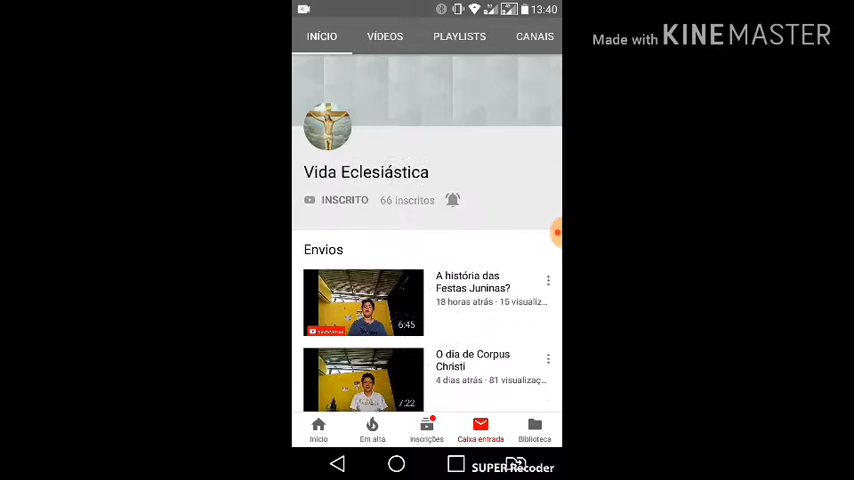 13:40
INÍCIO VÍDEOS PLAYLISTS CANAIS
Made with KINEMASTER
Vida Eclesiástica
INSCRITO 66 inscritos
Envios
A história das
Festas Juninas?
18 horas atrás · 15 visualiz...
6:45
O dia de Corpus
Christi
4 dias atrás · 81 visualizaç...
7:22
Início Em alta Inscrições Caixa entrada Biblioteca
SUPER Recoder